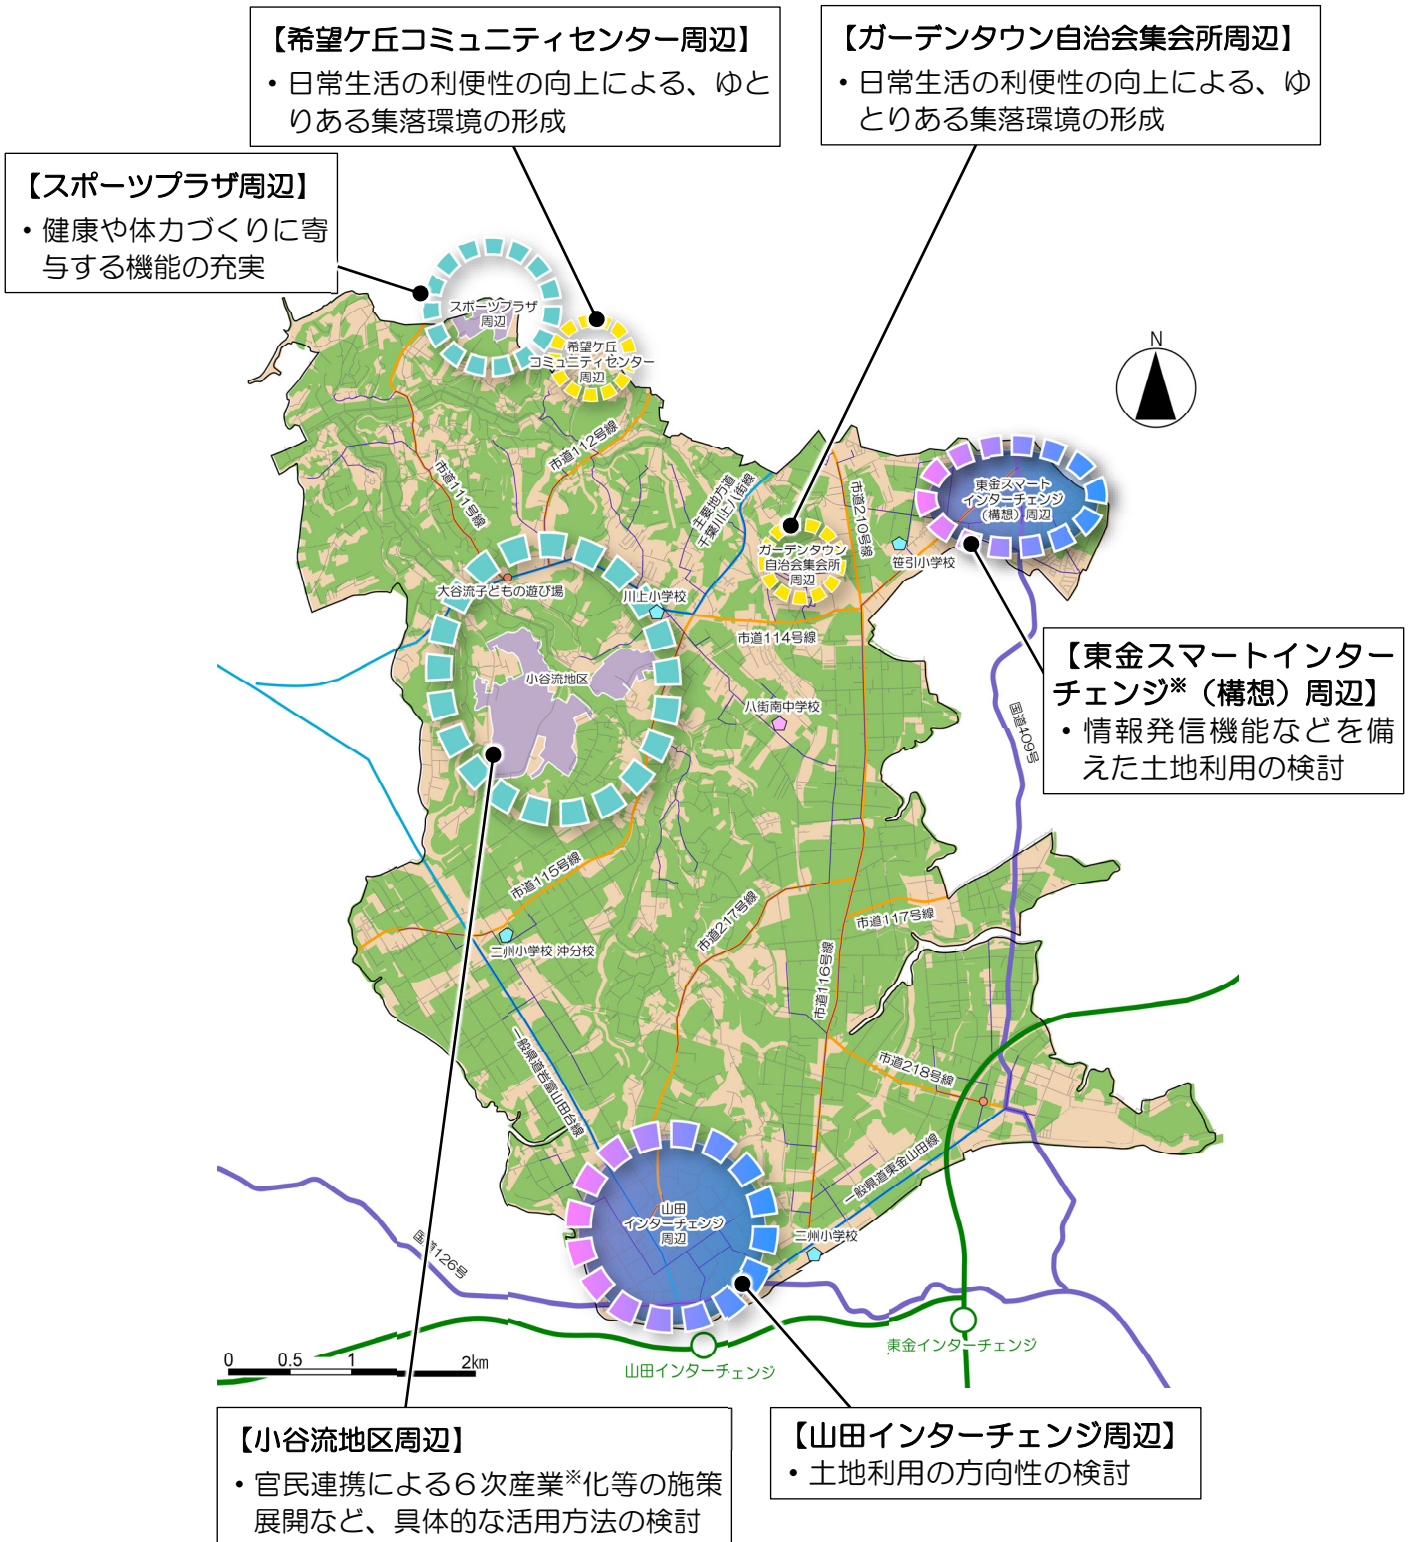 【希望ケ丘コミュニティセンター周辺】
・日常生活の利便性の向上による、ゆと
りある集落環境の形成
【ガーデンタウン自治会集会所周辺】
・日常生活の利便性の向上による、ゆ
とりある集落環境の形成
【スポーツプラザ周辺】
・健康や体力づくりに寄
与する機能の充実
スポーツプラザ
周辺
希望ケ丘
コミュニティセンター
周辺
N
市道112号線
市道111号線
主要地方道
千葉川上八街線
市道210号線
東金スマート
インターチェンジ
(構想)周辺
ガーデンタウン
自治会集会所
周辺
笹引小学校
大谷流子どもの遊び場
川上小学校
市道114号線
【東金スマートインター
チェンジ※(構想)周辺】
・情報発信機能などを備
えた土地利用の検討
小谷流地区
八街南中学校
国道409号
市道115号線
市道217号線
市道117号線
二州小学校 沖分校
市道116号線
一般県道岩富山田台線
市道218号線
一般県道東金山田線
山田
インターチェンジ
周辺
二州小学校
国道126号
東金インターチェンジ
山田インターチェンジ
0 0.5 1 2km
【小谷流地区周辺】
・官民連携による6次産業※化等の施策
展開など、具体的な活用方法の検討
【山田インターチェンジ周辺】
・土地利用の方向性の検討